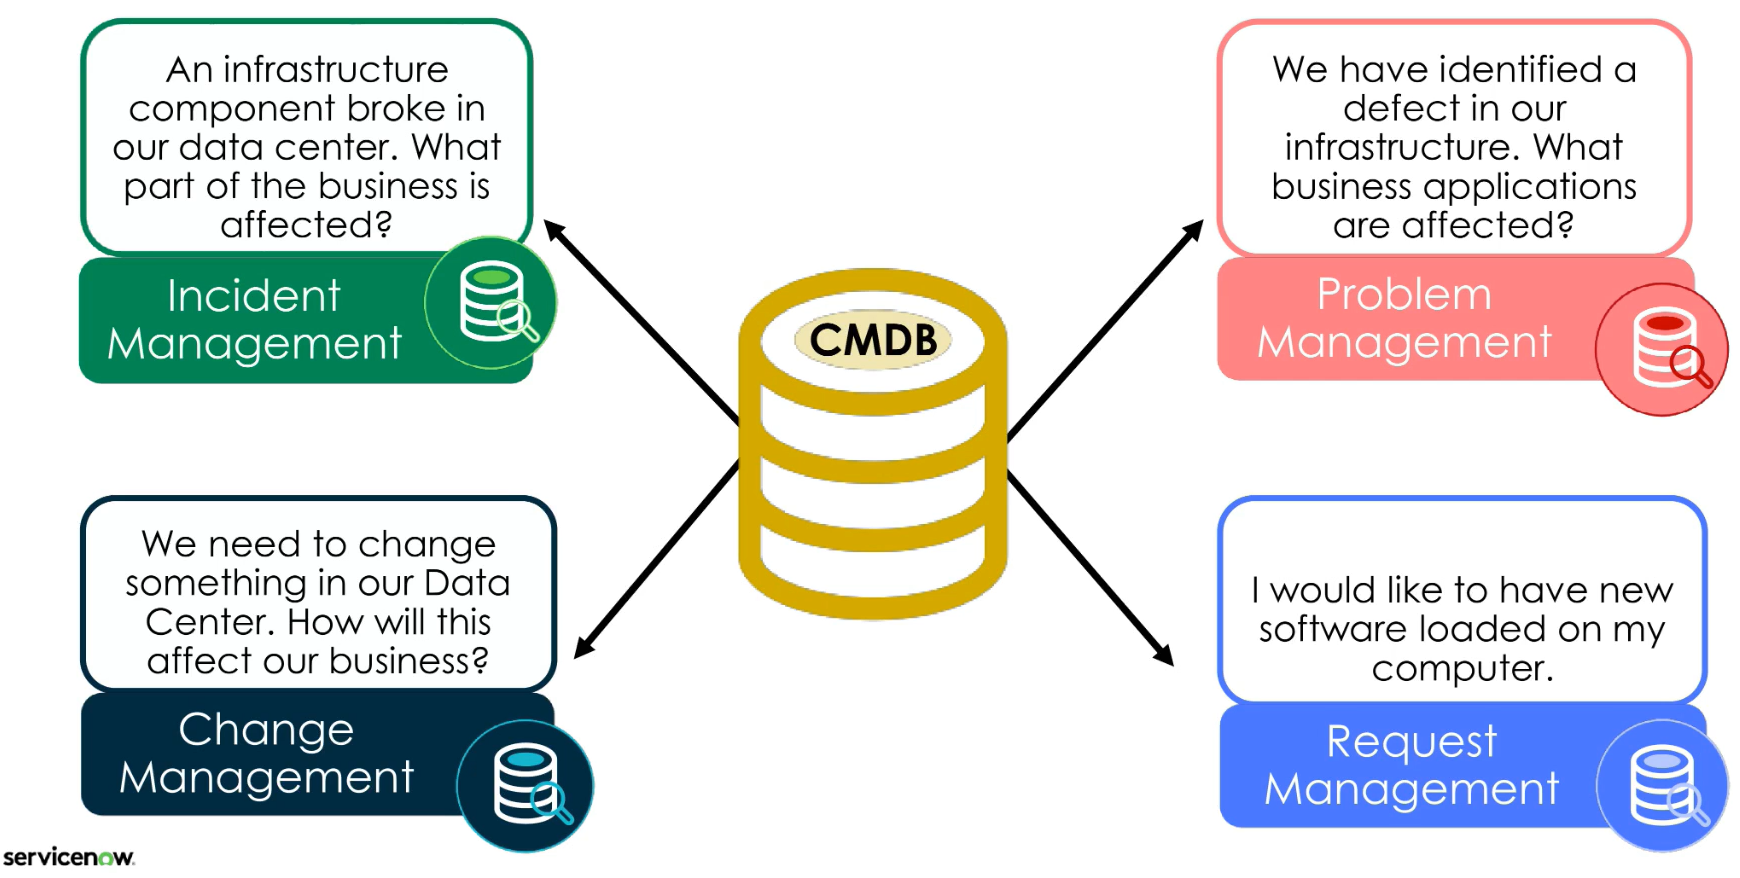 An infrastructure
component broke in
our data center. What
part of the business is
affected?
Incident
Management
We have identified a
defect in our
infrastructure. What
business applications
are affected?
Problem
Management
CMDB
We need to change
something in our Data
Center. How will this
affect our business?
Change
Management
I would like to have new
software loaded on my
computer.
Request
Management
servicenow.